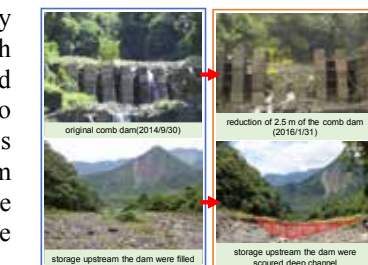 y
h
d
o
s
m
e
e
original comb dam(2014/9/30)
reduction of 2.5 m of the comb dam
(2016/1/31)
storage upstream the dam were filled
storage upstream the dam were
scoured deep channel